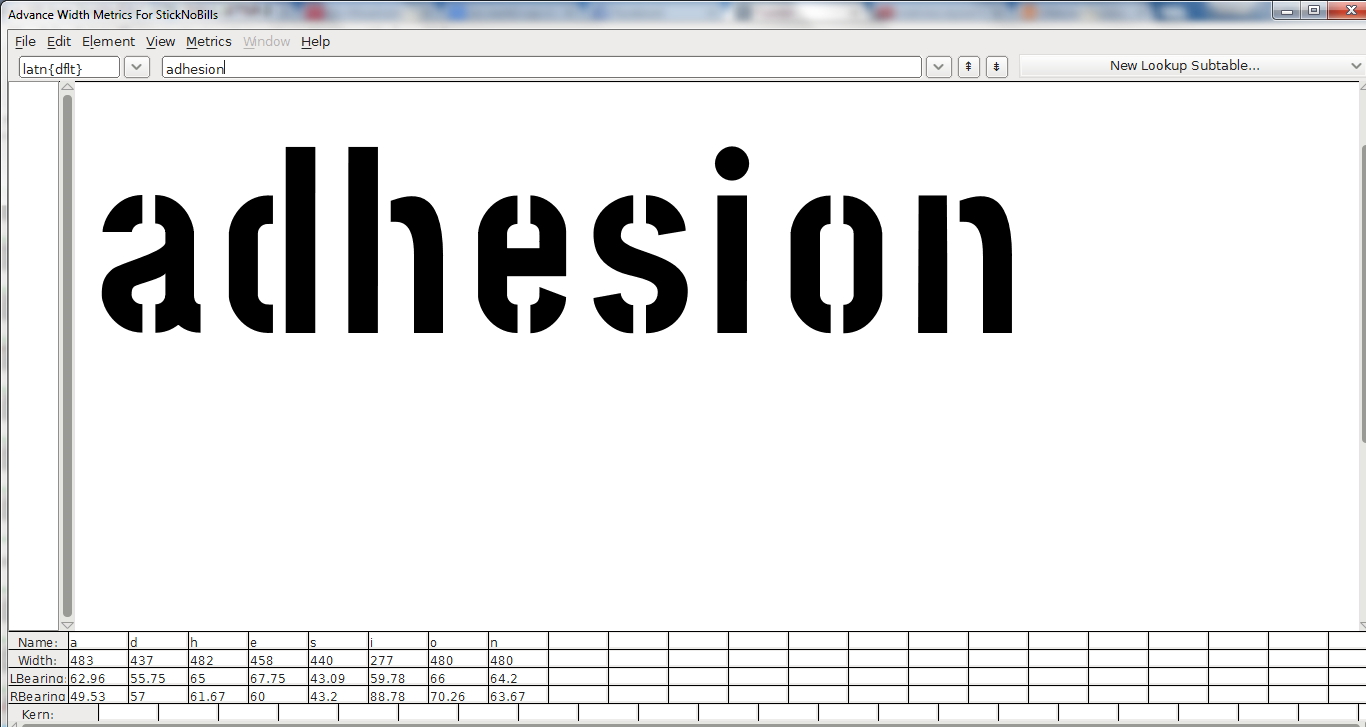 Advance Width Metrics For StickNoBills
File Edit Element View Metrics Window Help
latn{dflt} adhesion New Lookup Subtable...
adhesion
Name: a d h e s i o n
Width: 483 437 482 458 440 277 480 480
LBearing: 62.96 55.75 65 67.75 43.09 59.78 66 64.2
RBearing 49.53 57 61.67 60 43.2 88.78 70.26 63.67
Kern: